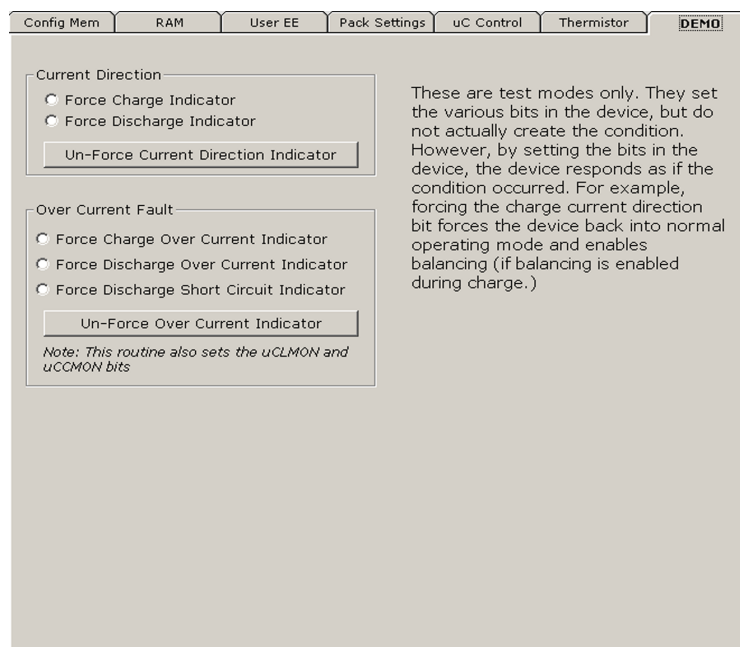 Config Mem RAM User EE Pack Settings uC Control Thermistor DEMO
Current Direction
Force Charge Indicator
Force Discharge Indicator
Un-Force Current Direction Indicator
Over Current Fault
Force Charge Over Current Indicator
Force Discharge Over Current Indicator
Force Discharge Short Circuit Indicator
Un-Force Over Current Indicator
Note: This routine also sets the uCLMON and
uCCMON bits
These are test modes only. They set
the various bits in the device, but do
not actually create the condition.
However, by setting the bits in the
device, the device responds as if the
condition occurred. For example,
forcing the charge current direction
bit forces the device back into normal
operating mode and enables
balancing (if balancing is enabled
during charge.)